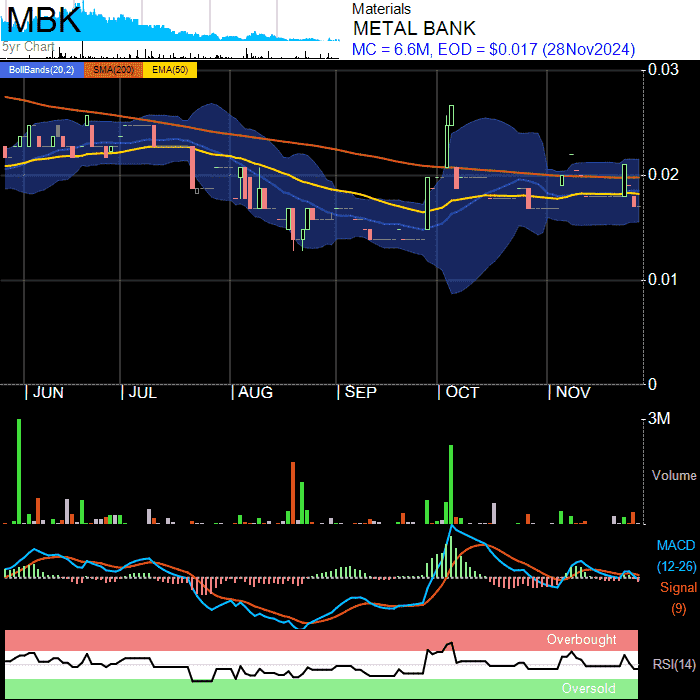 MBK
5yr Chart
Materials
METAL BANK
MC = 6.6M, EOD = $0.017 (28Nov2024)
BollBands(20,2) SMA(200) EMA(50)
0.03
0.02
0.01
0
JUN JUL AUG SEP OCT NOV
3M
Volume
MACD
(12-26)
Signal
(9)
Overbought
RSI(14)
Oversold